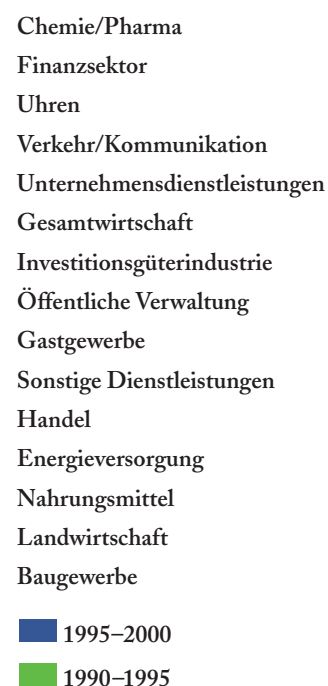 Chemie/Pharma
Finanzsektor
Uhren
Verkehr/Kommunikation
Unternehmensdienstleistungen
Gesamtwirtschaft
Investitionsgüterindustrie
Öffentliche Verwaltung
Gastgewerbe
Sonstige Dienstleistungen
Handel
Energieversorgung
Nahrungsmittel
Landwirtschaft
Baugewerbe
1995–2000
1990–1995